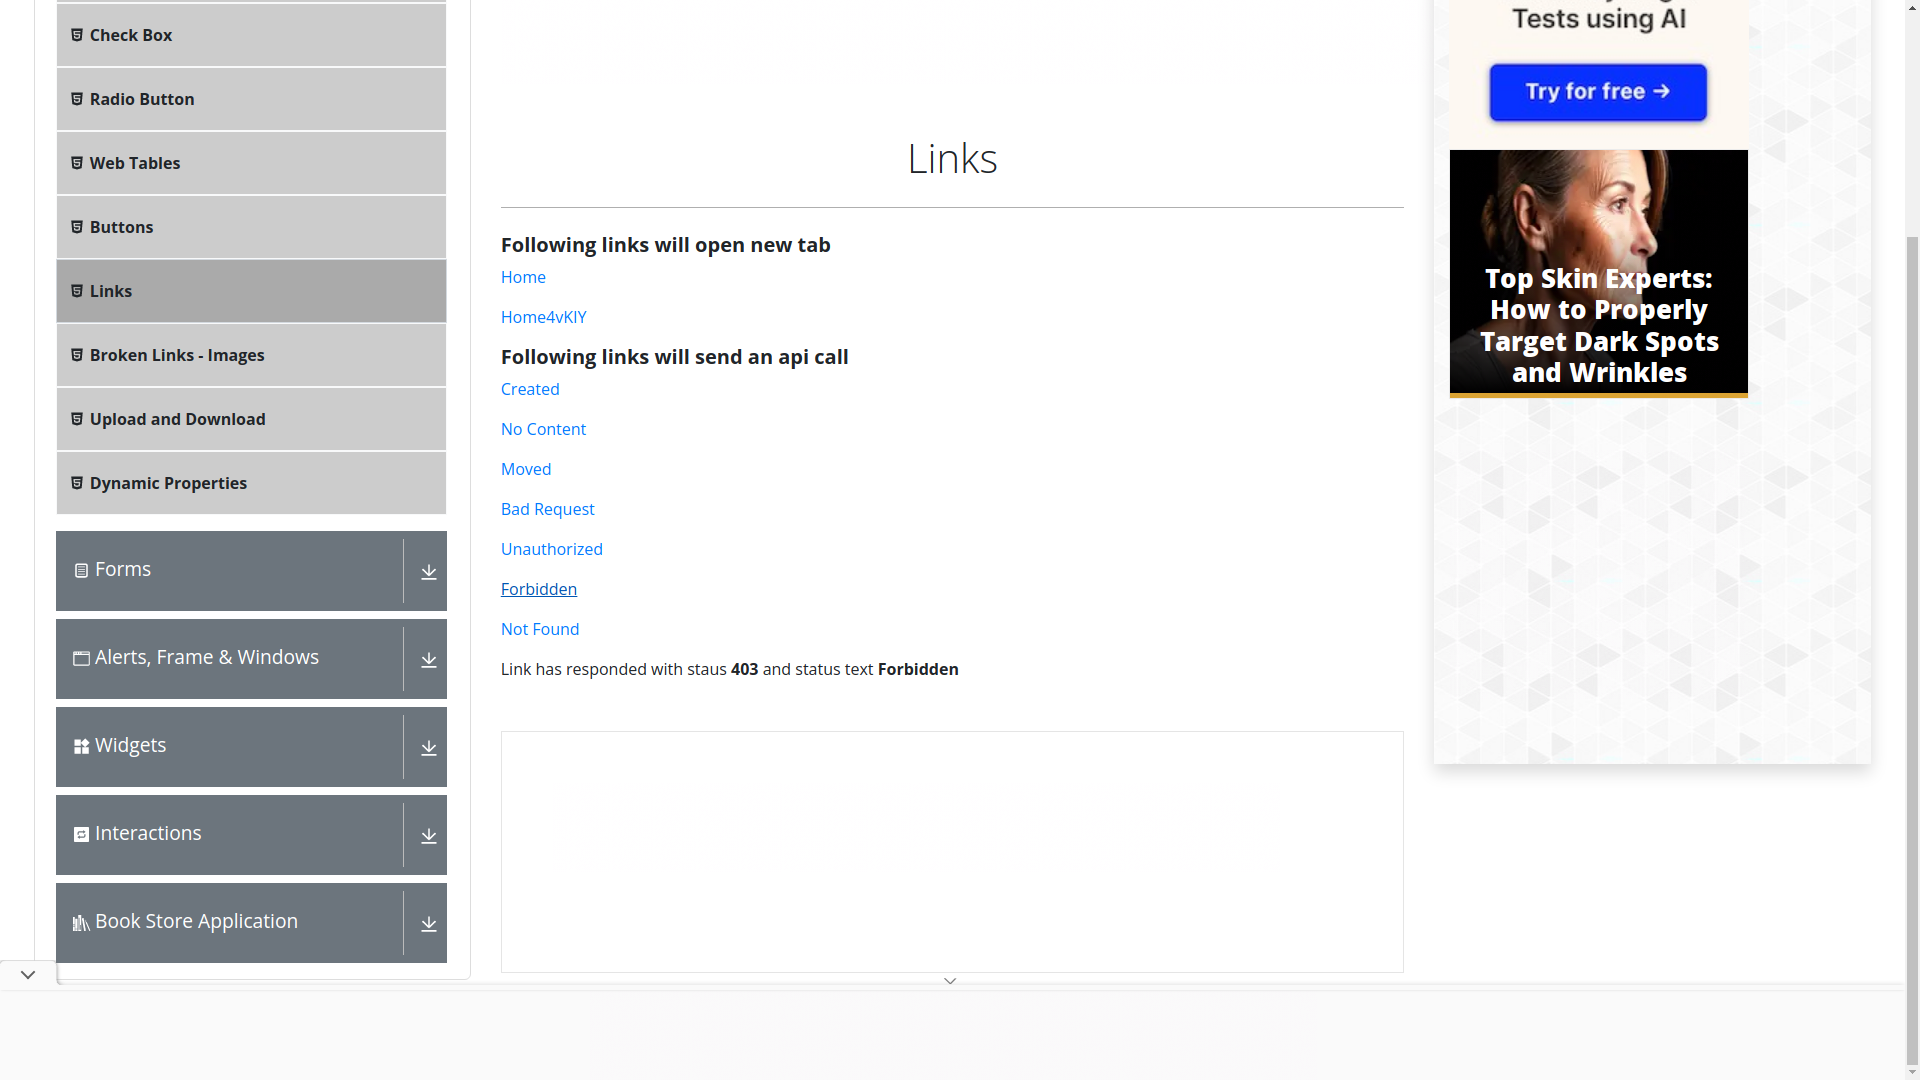 Check Box
Radio Button
Web Tables
Buttons
Links
Broken Links - Images
Upload and Download
Dynamic Properties
Forms
Alerts, Frame & Windows
Widgets
Interactions
Book Store Application
Links
Following links will open new tab
Home
Home4vKIY
Following links will send an api call
Created
No Content
Moved
Bad Request
Unauthorized
Forbidden
Not Found
Link has responded with staus 403 and status text Forbidden
Tests using AI
Try for free →
Top Skin Experts:
How to Properly
Target Dark Spots
and Wrinkles